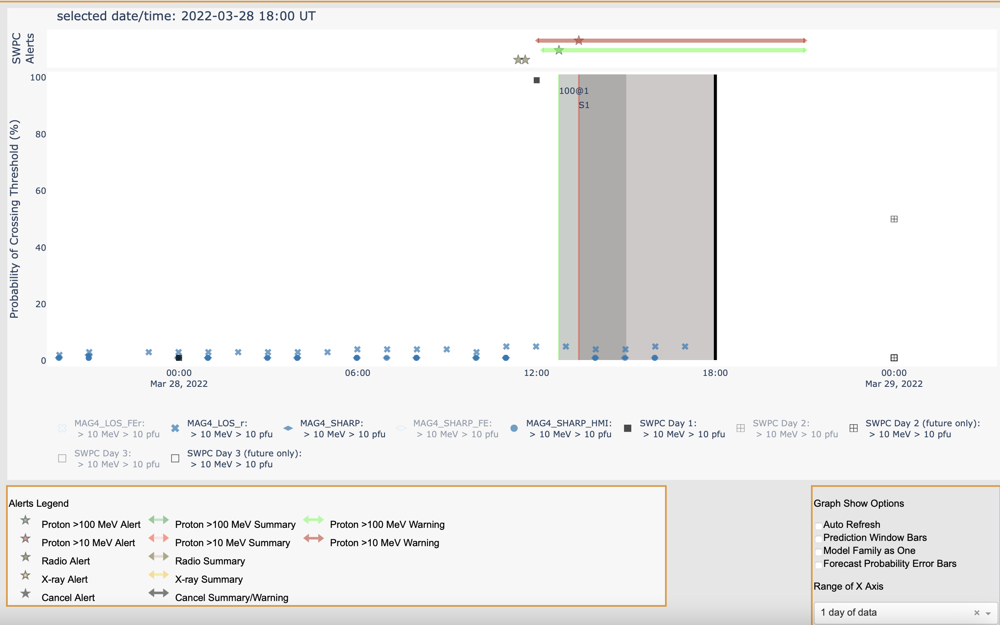 selected date/time: 2022-03-28 18:00 UT
SWPC
Alerts
Probability of Crossing Threshold (%)
100
80
60
40
20
0
100@1
S1
00:00
Mar 28, 2022
06:00
12:00
18:00
00:00
Mar 29, 2022
MAG4_LOS_FEr:
> 10 MeV > 10 pfu
MAG4_LOS_r:
> 10 MeV > 10 pfu
MAG4_SHARP:
> 10 MeV > 10 pfu
MAG4_SHARP_FE:
> 10 MeV > 10 pfu
MAG4_SHARP_HMI:
> 10 MeV > 10 pfu
SWPC Day 1:
> 10 MeV > 10 pfu
SWPC Day 2:
> 10 MeV > 10 pfu
SWPC Day 2 (future only):
> 10 MeV > 10 pfu
SWPC Day 3:
> 10 MeV > 10 pfu
SWPC Day 3 (future only):
> 10 MeV > 10 pfu
Alerts Legend
Proton >100 MeV Alert
Proton >100 MeV Summary
Proton >100 MeV Warning
Proton >10 MeV Alert
Proton >10 MeV Summary
Proton >10 MeV Warning
Radio Alert
Radio Summary
X-ray Alert
X-ray Summary
Cancel Alert
Cancel Summary/Warning
Graph Show Options
Auto Refresh
Prediction Window Bars
Model Family as One
Forecast Probability Error Bars
Range of X Axis
1 day of data